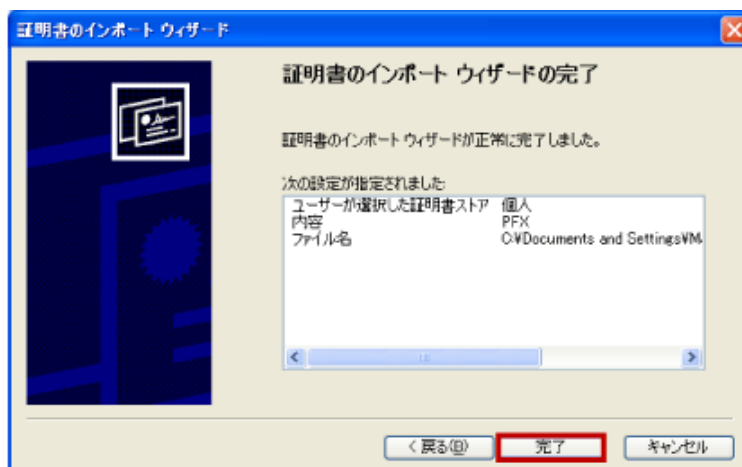 証明書のインポート ウィザード
証明書のインポート ウィザードの完了
証明書のインポート ウィザードが正常に完了しました。
次の設定が指定されました:
ユーザーが選択した証明書ストア 個人
内容 PFX
ファイル名 C:¥Documents and Settings¥M
< 戻る(B) 完了 キャンセル